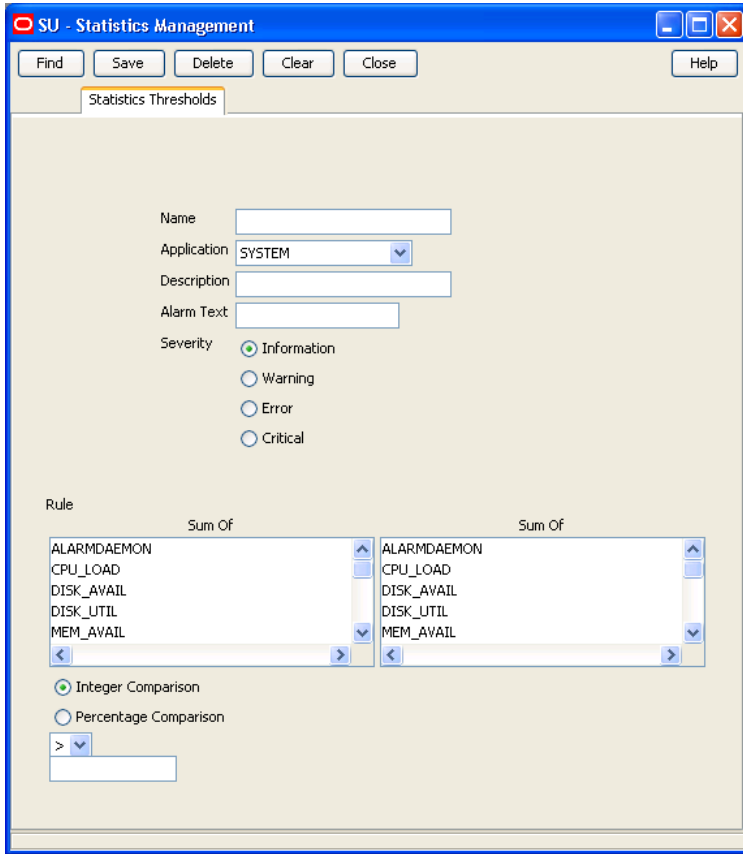 SU - Statistics Management
Find Save Delete Clear Close Help
Statistics Thresholds
Name
Application SYSTEM
Description
Alarm Text
Severity Information
Warning
Error
Critical
Rule
Sum Of Sum Of
ALARMDAEMON ALARMDAEMON
CPU_LOAD CPU_LOAD
DISK_AVAIL DISK_AVAIL
DISK_UTIL DISK_UTIL
MEM_AVAIL MEM_AVAIL
Integer Comparison
Percentage Comparison
>